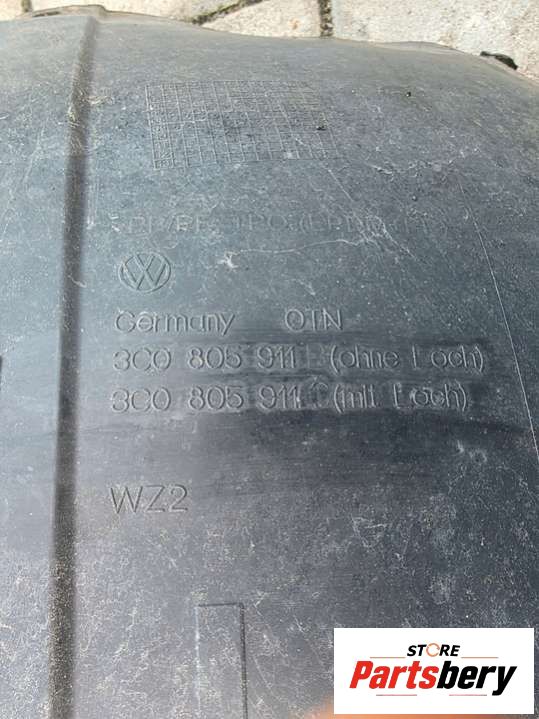 VW
Germany OTN
3C0 805 911 (ohne Loch)
3C0 805 911 (mit Loch)
WZ2
STORE
Partsbery